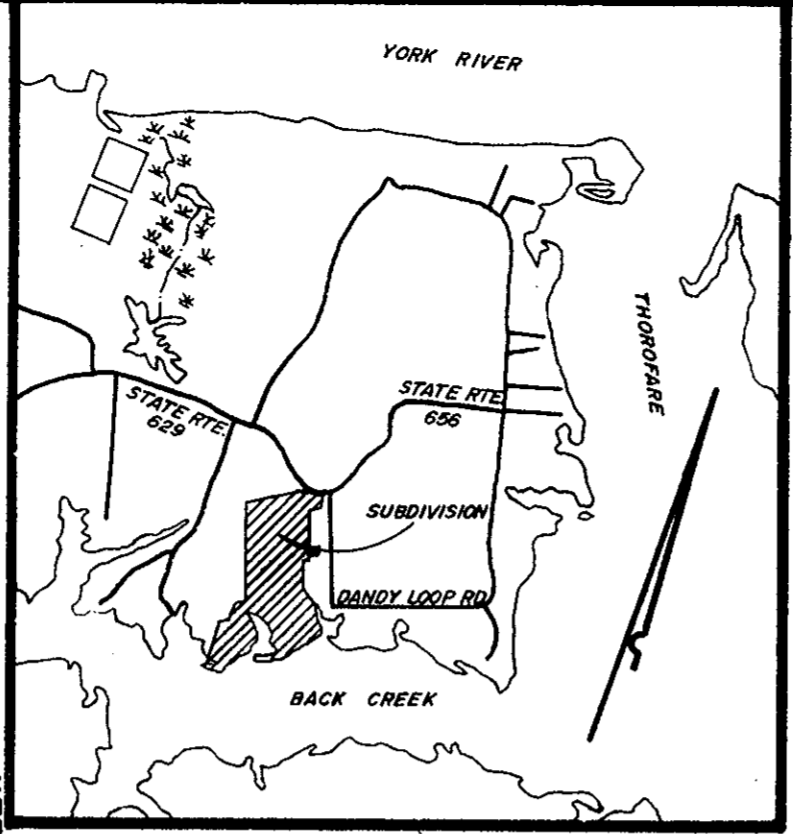 YORK RIVER
THOROFARE
STATE RTE.
629
STATE RTE.
656
SUBDIVISION
DANDY LOOP RD
BACK CREEK